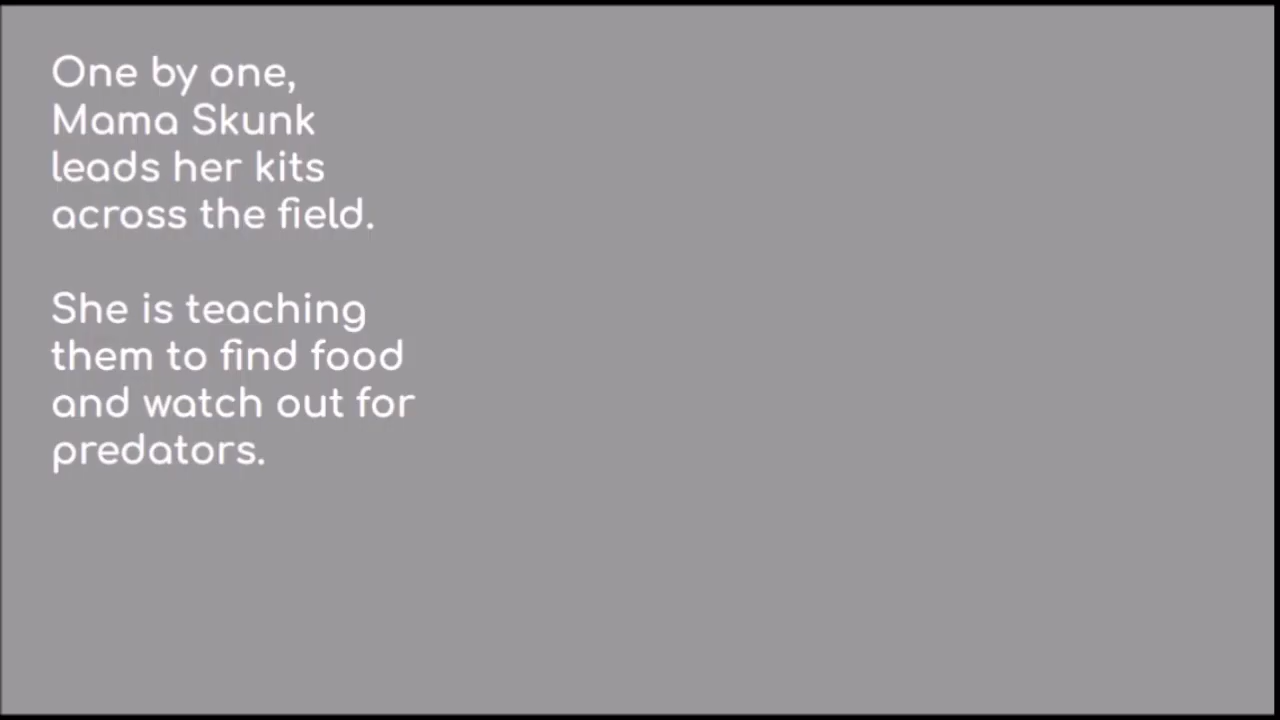 One by one,
Mama Skunk
leads her kits
across the field.
She is teaching
them to find food
and watch out for
predators.